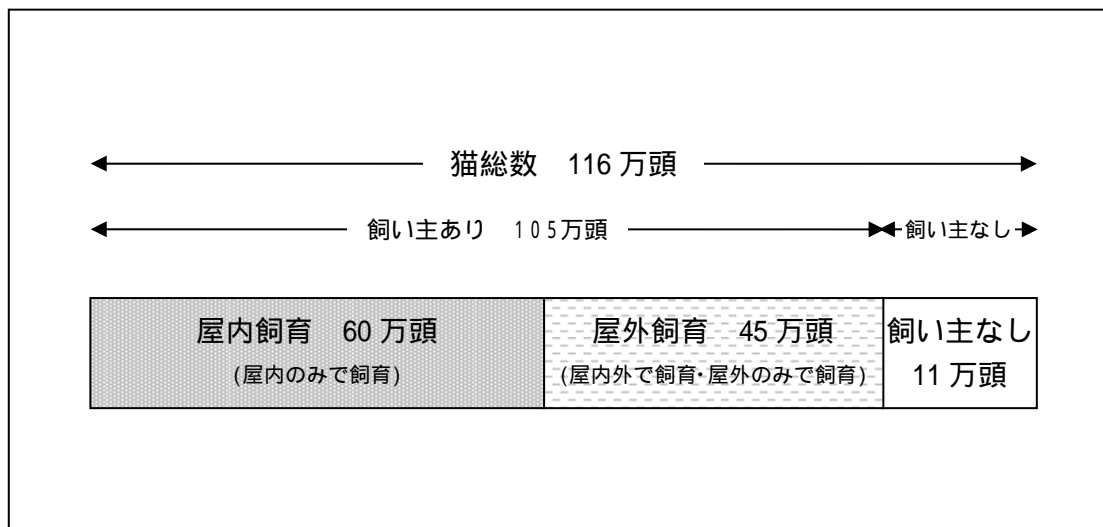 猫総数　116 万頭
飼い主あり　１０５万頭
飼い主なし
屋内飼育　60 万頭
(屋内のみで飼育)
屋外飼育　45 万頭
(屋内外で飼育･屋外のみで飼育)
飼い主なし
11 万頭